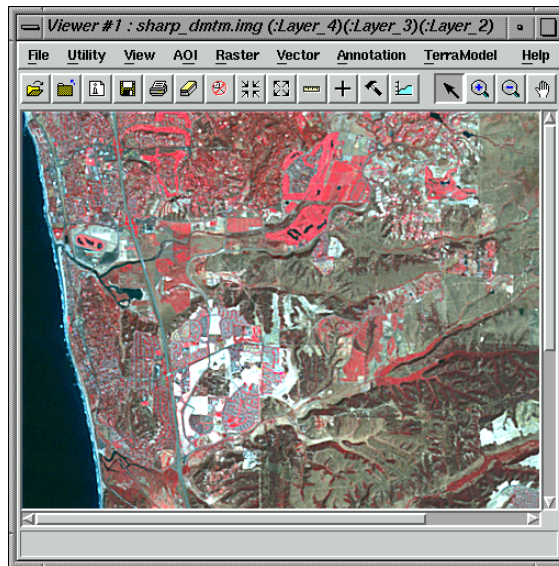 Viewer #1 : sharp_dmtm.img (:Layer_4)(:Layer_3)(:Layer_2)
File Utility View AOI Raster Vector Annotation TerraModel Help